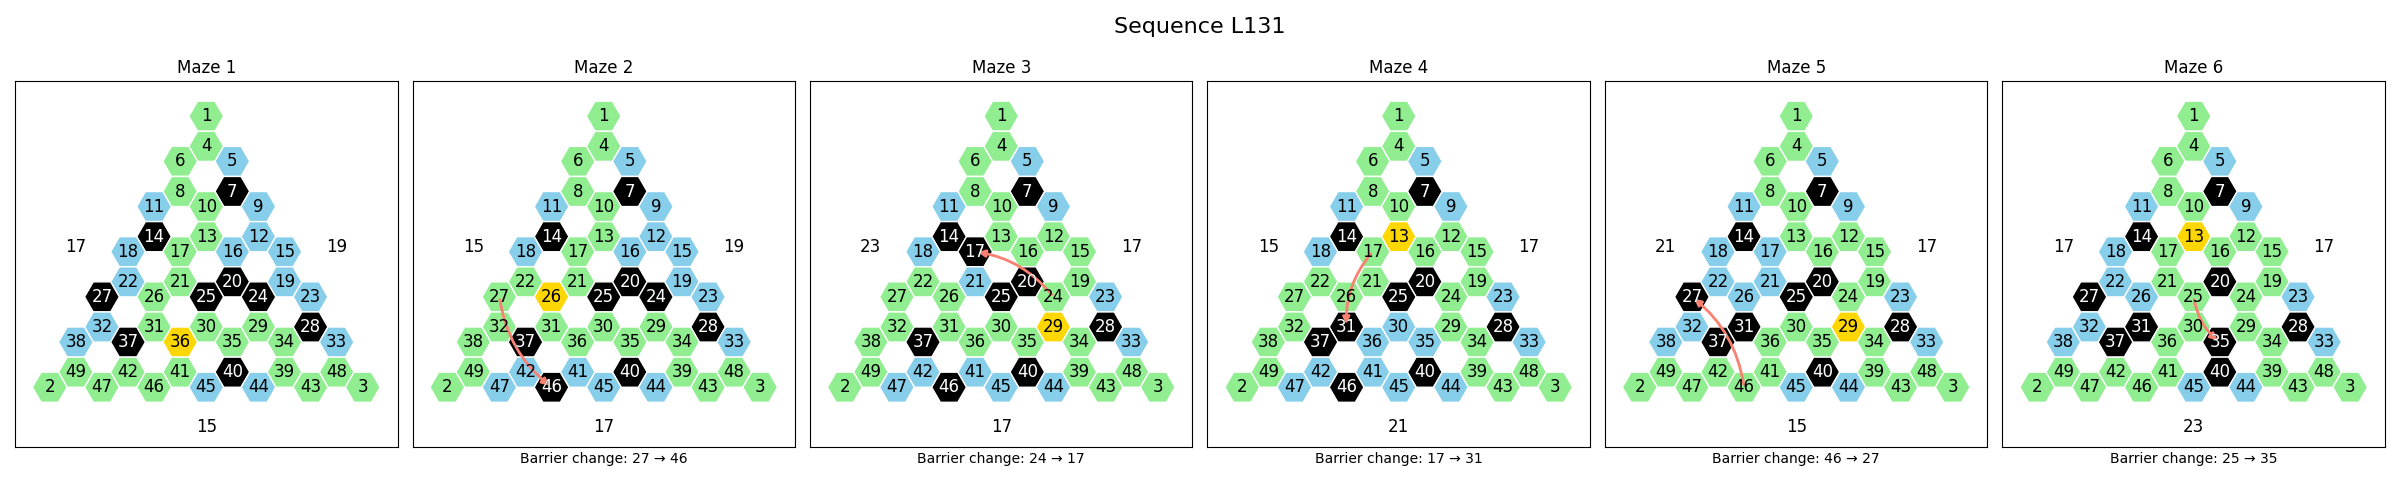 Sequence L131
Maze 1
1
4
6 5
8 7
11 10 9
14 13 12
17 18 17 16 15 19
22 21 20 19
27 26 25 24 23
32 31 30 29 28
38 37 36 35 34 33
49 42 41 40 39 48
2 47 46 45 44 43 3
15
Maze 2
1
4
6 5
8 7
11 10 9
14 13 12
15 18 17 16 15 19
22 21 20 19
27 26 25 24 23
32 31 30 29 28
38 37 36 35 34 33
49 42 41 40 39 48
2 47 46 45 44 43 3
17
Barrier change: 27 → 46
Maze 3
1
4
6 5
8 7
11 10 9
14 13 12
23 18 17 16 15 17
22 21 20 19
27 26 25 24 23
32 31 30 29 28
38 37 36 35 34 33
49 42 41 40 39 48
2 47 46 45 44 43 3
17
Barrier change: 24 → 17
Maze 4
1
4
6 5
8 7
11 10 9
14 13 12
15 18 17 16 15 17
22 21 20 19
27 26 25 24 23
32 31 30 29 28
38 37 36 35 34 33
49 42 41 40 39 48
2 47 46 45 44 43 3
21
Barrier change: 17 → 31
Maze 5
1
4
6 5
8 7
11 10 9
14 13 12
21 18 17 16 15 17
22 21 20 19
27 26 25 24 23
32 31 30 29 28
38 37 36 35 34 33
49 42 41 40 39 48
2 47 46 45 44 43 3
15
Barrier change: 46 → 27
Maze 6
1
4
6 5
8 7
11 10 9
14 13 12
17 18 17 16 15 17
22 21 20 19
27 26 25 24 23
32 31 30 29 28
38 37 36 35 34 33
49 42 41 40 39 48
2 47 46 45 44 43 3
23
Barrier change: 25 → 35